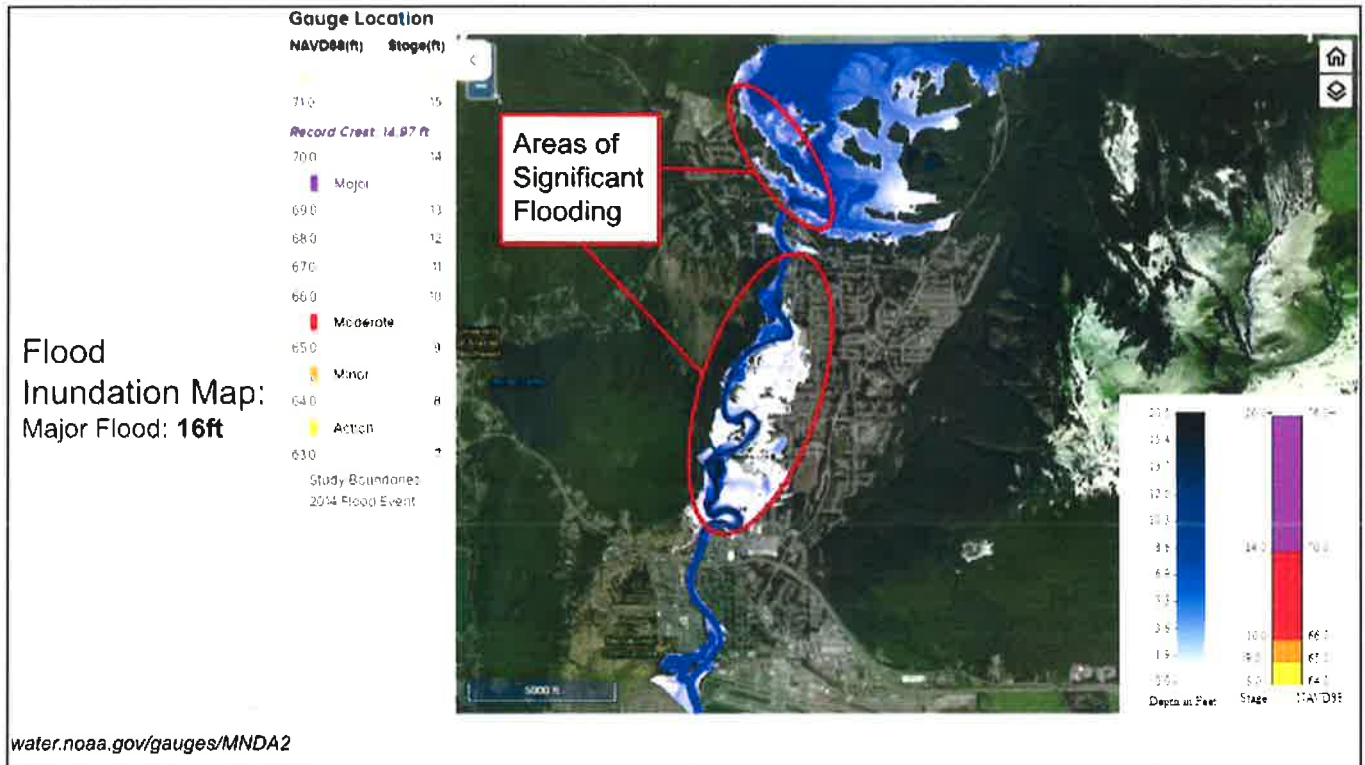 Gauge Location
NAVD88(ft) Stage(ft)
71.0 15
Record Crest: 14.97 ft
70.0 14
Major
69.0 13
68.0 12
67.0 11
66.0 10
Moderate
65.0 9
Minor
64.0 8
Action
63.0 7
Study Boundaries
2014 Flood Event
Flood
Inundation Map:
Major Flood: 16ft
Areas of
Significant
Flooding
5000 ft
Depth in Feet Stage NAVD88
water.noaa.gov/gauges/MNDA2